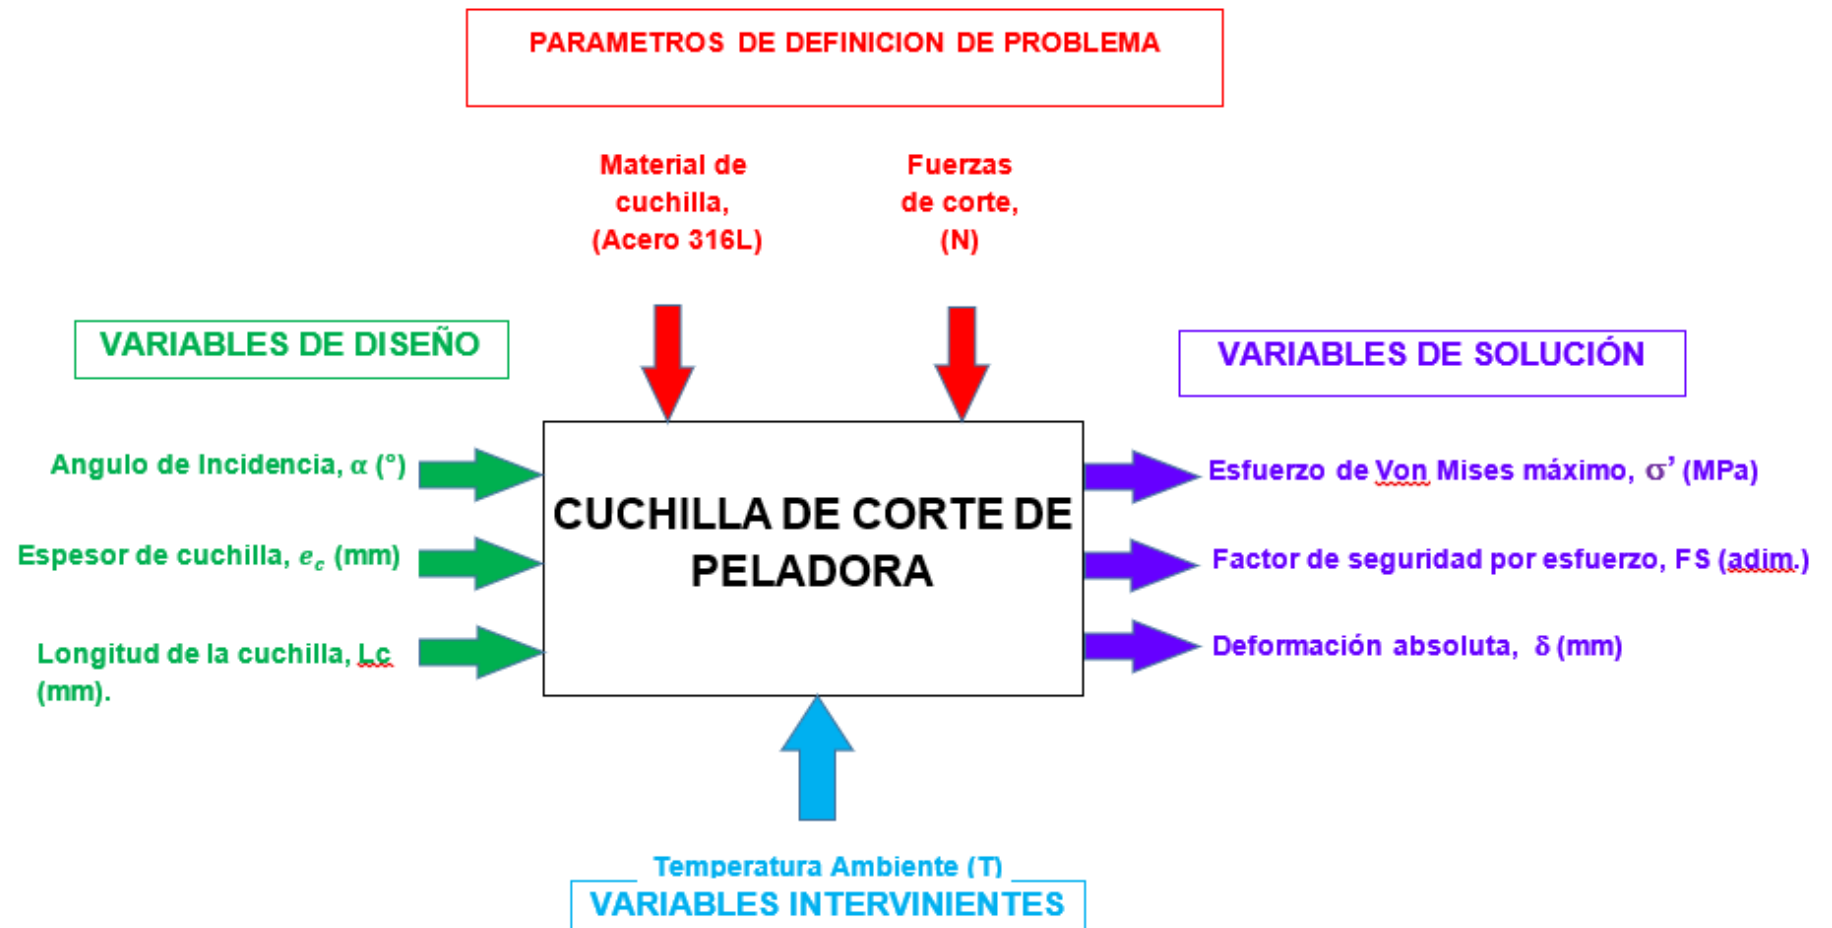 PARAMETROS DE DEFINICION DE PROBLEMA
Material de
cuchilla,
(Acero 316L)
Fuerzas
de corte,
(N)
VARIABLES DE DISEÑO
VARIABLES DE SOLUCIÓN
Angulo de Incidencia, α (°)
Espesor de cuchilla, e_c (mm)
Longitud de la cuchilla, Lc
(mm).
CUCHILLA DE CORTE DE
PELADORA
Esfuerzo de Von Mises máximo, σ’ (MPa)
Factor de seguridad por esfuerzo, FS (adim.)
Deformación absoluta, δ (mm)
Temperatura Ambiente (T)
VARIABLES INTERVINIENTES